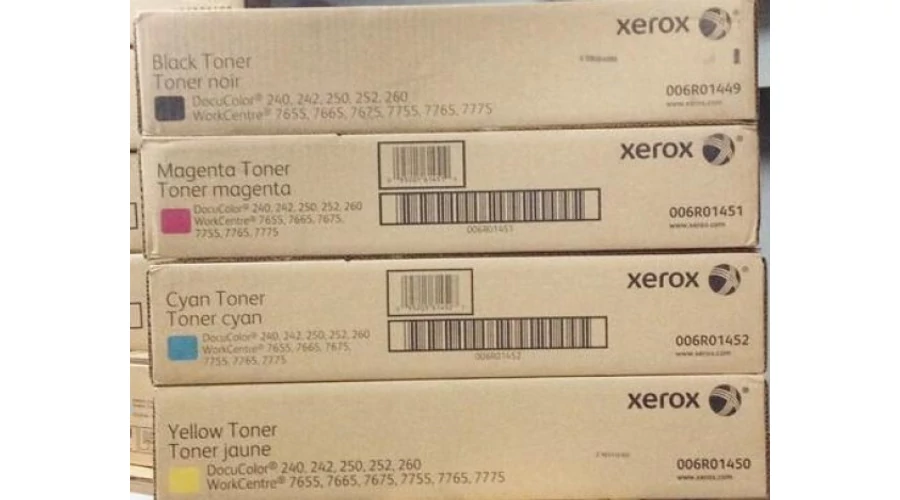 xerox
Black Toner
Toner noir
DocuColor® 240, 242, 250, 252, 260
WorkCentre® 7655, 7665, 7675, 7755, 7765, 7775
006R01449
www.xerox.com
xerox
Magenta Toner
Toner magenta
DocuColor® 240, 242, 250, 252, 260
WorkCentre® 7655, 7665, 7675,
7755, 7765, 7775
006R01451
006R01451
www.xerox.com
xerox
Cyan Toner
Toner cyan
DocuColor® 240, 242, 250, 252, 260
WorkCentre® 7655, 7665, 7675,
7755, 7765, 7775
006R01452
006R01452
www.xerox.com
xerox
Yellow Toner
Toner jaune
DocuColor® 240, 242, 250, 252, 260
WorkCentre® 7655, 7665, 7675, 7755, 7765, 7775
006R01450